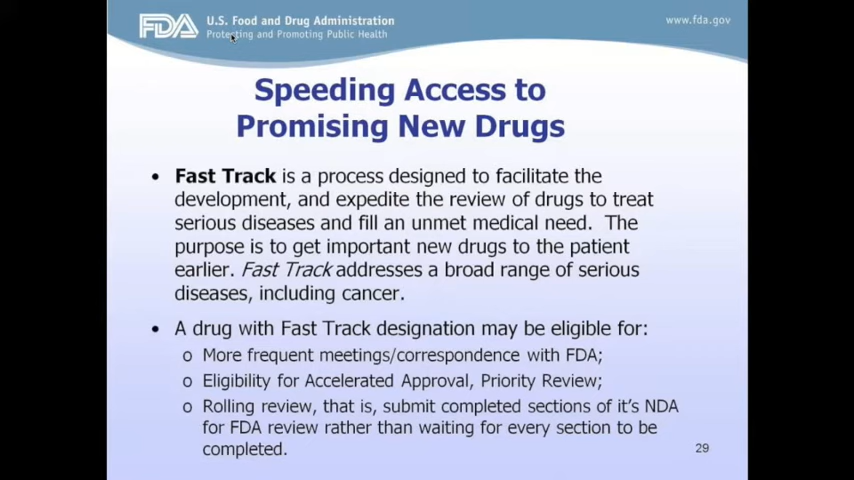 FDA U.S. Food and Drug Administration
Protecting and Promoting Public Health
www.fda.gov
Speeding Access to
Promising New Drugs
• Fast Track is a process designed to facilitate the
development, and expedite the review of drugs to treat
serious diseases and fill an unmet medical need. The
purpose is to get important new drugs to the patient
earlier. Fast Track addresses a broad range of serious
diseases, including cancer.
• A drug with Fast Track designation may be eligible for:
o More frequent meetings/correspondence with FDA;
o Eligibility for Accelerated Approval, Priority Review;
o Rolling review, that is, submit completed sections of it's NDA
for FDA review rather than waiting for every section to be
completed.
29